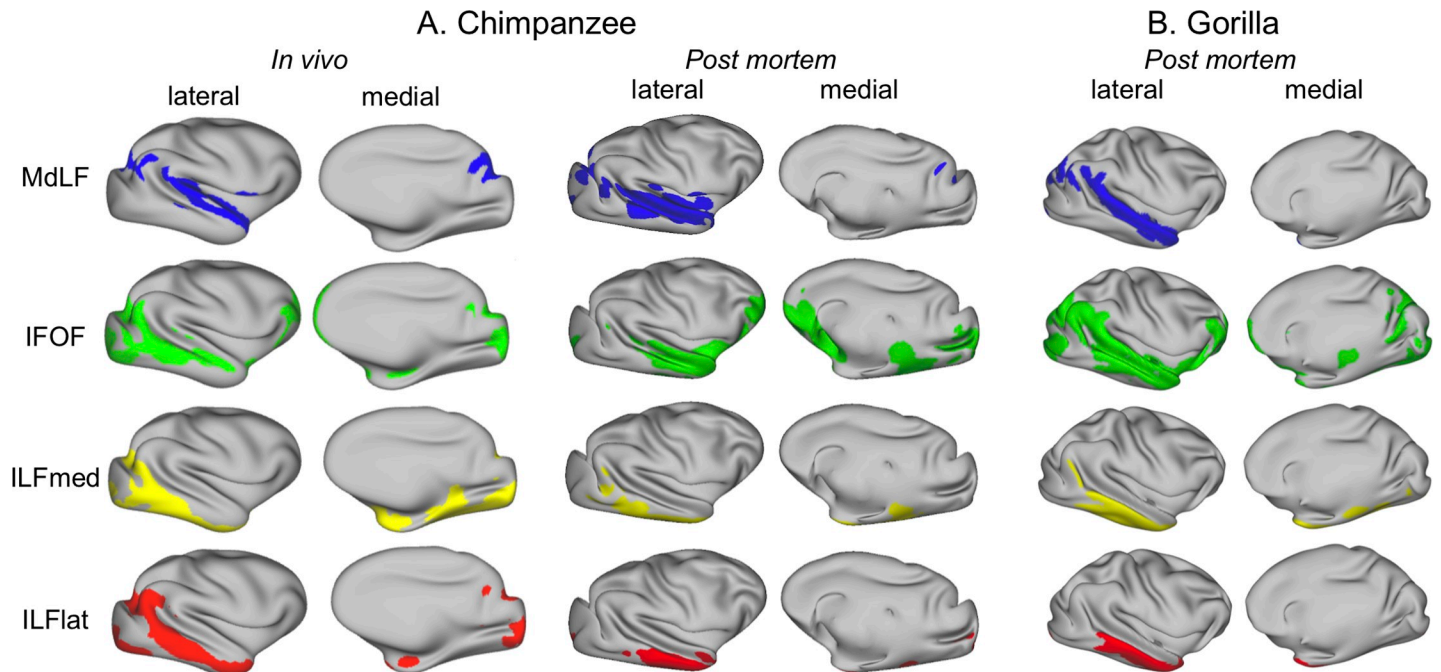 A. Chimpanzee
B. Gorilla
In vivo
Post mortem
Post mortem
lateral
medial
lateral
medial
lateral
medial
MdLF
IFOF
ILFmed
ILFlat